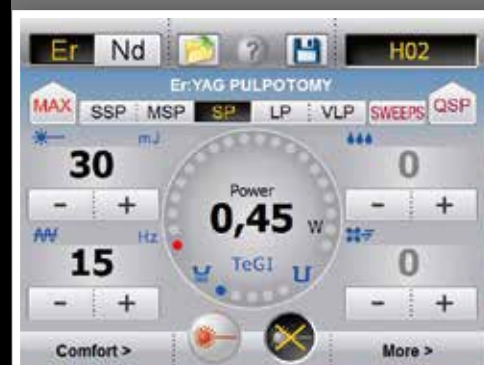 Er Nd ? H02
Er:YAG PULPOTOMY
MAX SSP MSP SP LP VLP SWEEPS QSP
mJ
30 0
- + - +
Power
0,45 W
Hz
15 TeGI 0
- + - +
Comfort > More >